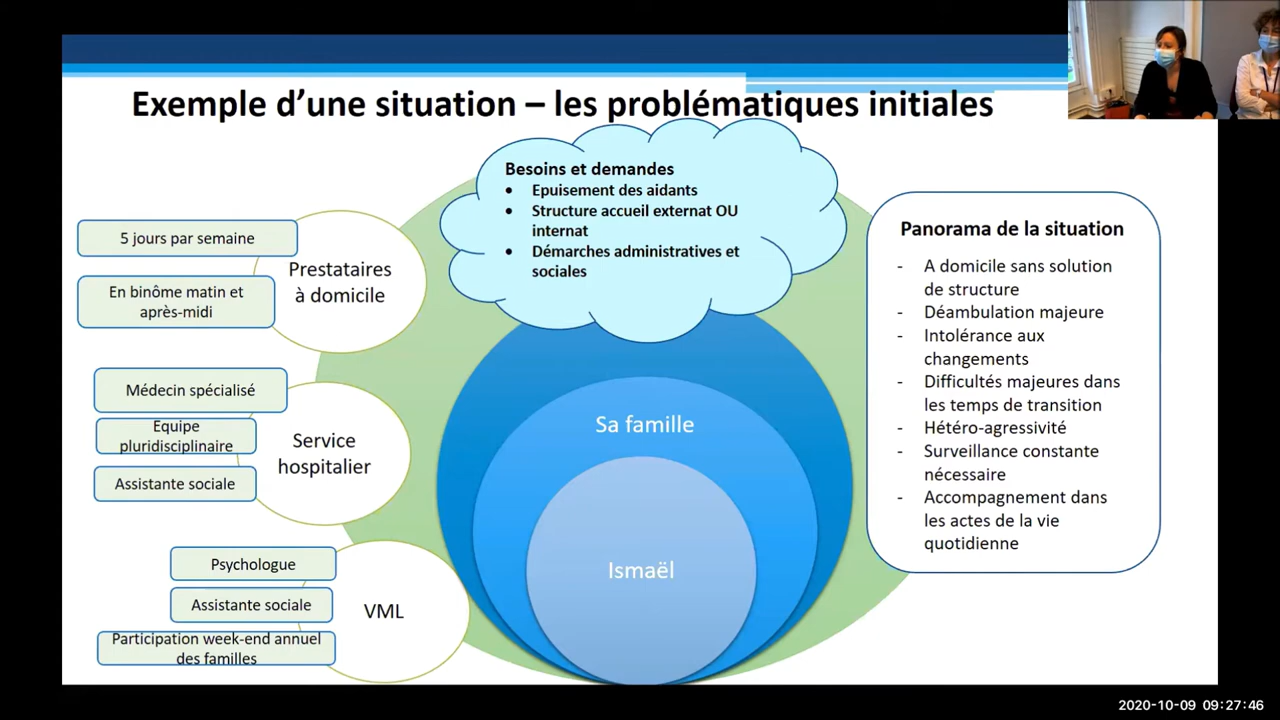 Exemple d’une situation – les problématiques initiales
Besoins et demandes
• Epuisement des aidants
• Structure accueil externat OU
internat
• Démarches administratives et
sociales
5 jours par semaine
En binôme matin et
après-midi
Prestataires
à domicile
Médecin spécialisé
Equipe
pluridisciplinaire
Assistante sociale
Service
hospitalier
Psychologue
Assistante sociale
Participation week-end annuel
des familles
VML
Sa famille
Ismaël
Panorama de la situation
- A domicile sans solution
de structure
- Déambulation majeure
- Intolérance aux
changements
- Difficultés majeures dans
les temps de transition
- Hétéro-agressivité
- Surveillance constante
nécessaire
- Accompagnement dans
les actes de la vie
quotidienne
2020-10-09 09:27:46